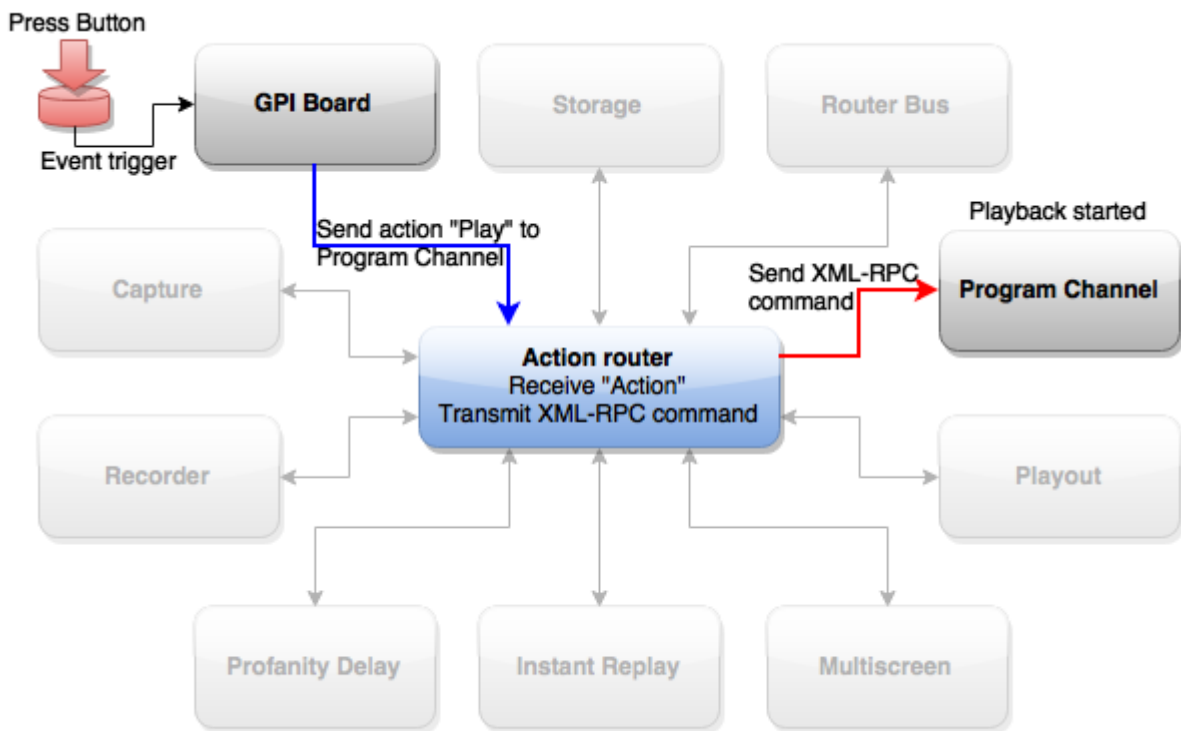 Press Button
GPI Board
Storage
Router Bus
Event trigger
Send action "Play" to
Program Channel
Playback started
Capture
Send XML-RPC
command
Program Channel
Action router
Receive "Action"
Transmit XML-RPC command
Recorder
Playout
Profanity Delay
Instant Replay
Multiscreen